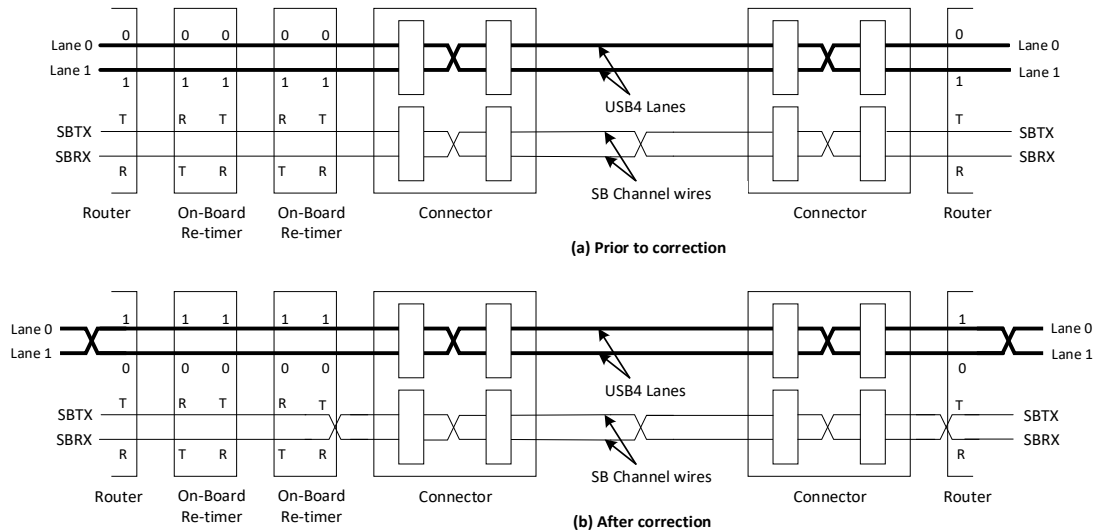 0 0 0 0 0 0
Lane 0 Lane 0
Lane 1 Lane 1
1 1 1 1 1 1
USB4 Lanes
T R T R T T
SBTX SBTX
SBRX SBRX
R T R T R R
SB Channel wires
Router On-Board Re-timer On-Board Re-timer Connector Connector Router
(a) Prior to correction
1 1 1 1 1 1
Lane 0 Lane 0
Lane 1 Lane 1
0 0 0 0 0 0
USB4 Lanes
T R T R T T
SBTX SBTX
SBRX SBRX
R T R T R R
SB Channel wires
Router On-Board Re-timer On-Board Re-timer Connector Connector Router
(b) After correction